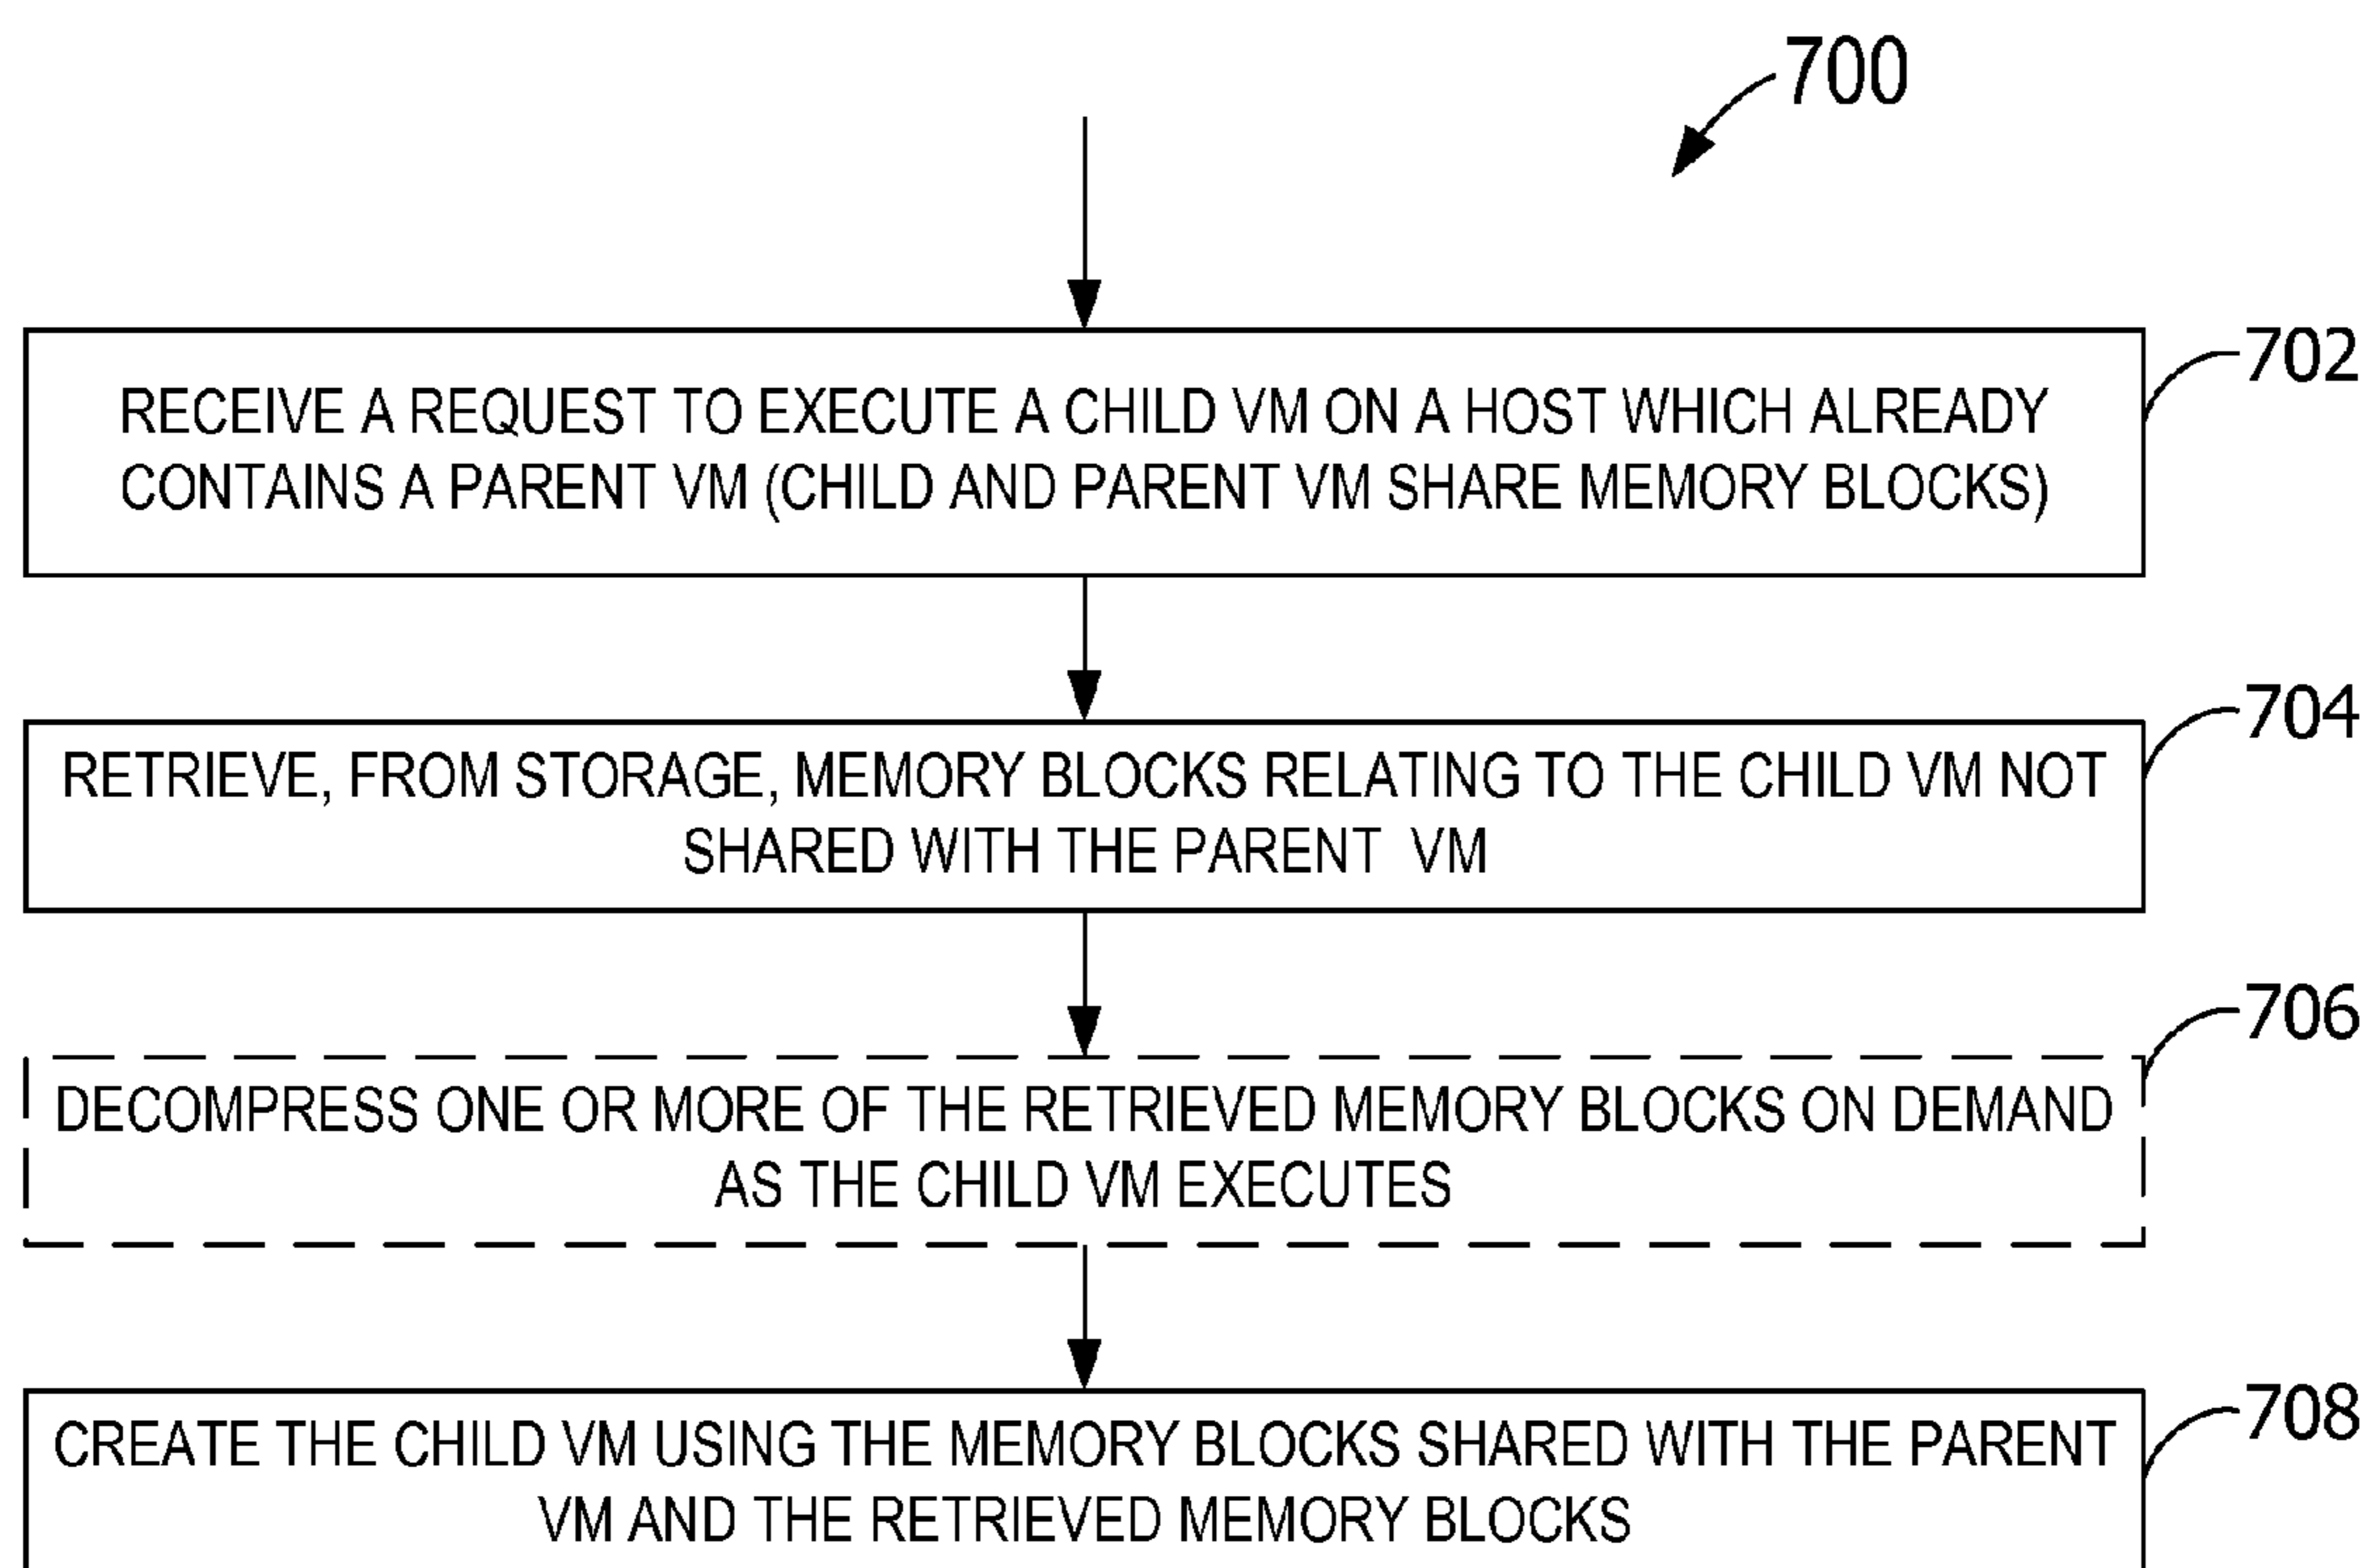 700
702
RECEIVE A REQUEST TO EXECUTE A CHILD VM ON A HOST WHICH ALREADY
CONTAINS A PARENT VM (CHILD AND PARENT VM SHARE MEMORY BLOCKS)
704
RETRIEVE, FROM STORAGE, MEMORY BLOCKS RELATING TO THE CHILD VM NOT
SHARED WITH THE PARENT VM
706
DECOMPRESS ONE OR MORE OF THE RETRIEVED MEMORY BLOCKS ON DEMAND
AS THE CHILD VM EXECUTES
708
CREATE THE CHILD VM USING THE MEMORY BLOCKS SHARED WITH THE PARENT
VM AND THE RETRIEVED MEMORY BLOCKS